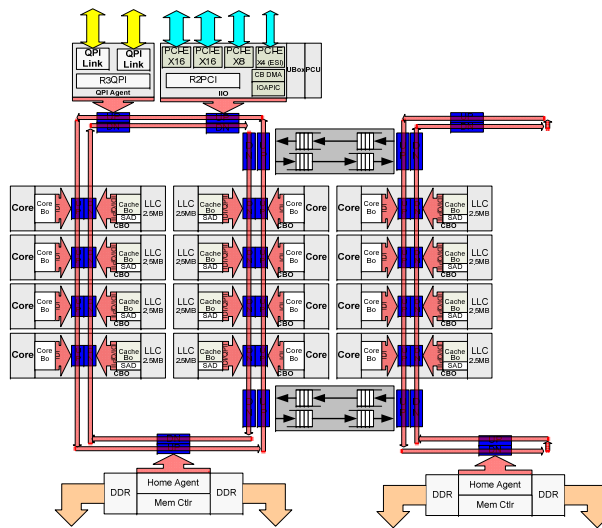 QPI Link QPI Link PCI-E X16 PCI-E X16 PCI-E X8 PCI-E X4 (ESI) UBox PCU
R3QPI R2PCI CB DMA
IOAPIC
QPI Agent IIO
Core Core Bo Cache Bo SAD CBO LLC 2.5MB LLC 2.5MB Cache Bo SAD CBO Core Bo Core Core Core Bo Cache Bo SAD CBO LLC 2.5MB
Core Core Bo Cache Bo SAD CBO LLC 2.5MB LLC 2.5MB Cache Bo SAD CBO Core Bo Core Core Core Bo Cache Bo SAD CBO LLC 2.5MB
Core Core Bo Cache Bo SAD CBO LLC 2.5MB LLC 2.5MB Cache Bo SAD CBO Core Bo Core Core Core Bo Cache Bo SAD CBO LLC 2.5MB
Core Core Bo Cache Bo SAD CBO LLC 2.5MB LLC 2.5MB Cache Bo SAD CBO Core Bo Core Core Core Bo Cache Bo SAD CBO LLC 2.5MB
DDR Home Agent DDR DDR Home Agent DDR
Mem Ctlr Mem Ctlr